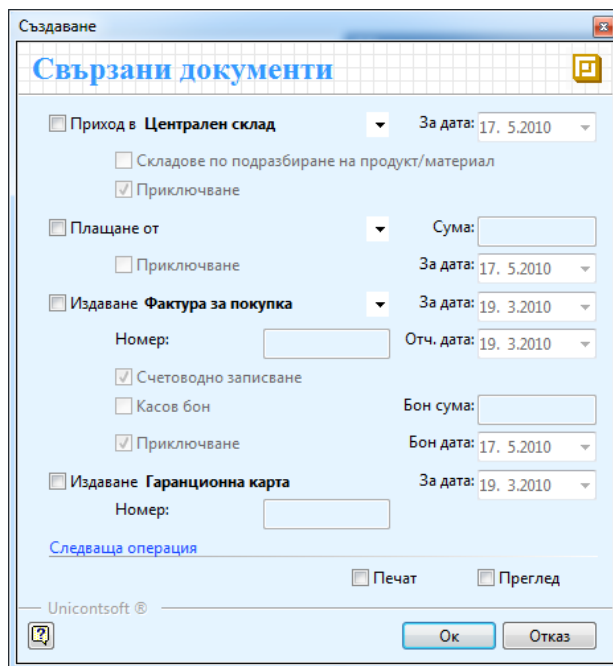 Създаване
Свързани документи
Приход в Централен склад За дата: 17. 5.2010
Складове по подразбиране на продукт/материал
Приключване
Плащане от Сума:
Приключване За дата: 17. 5.2010
Издаване Фактура за покупка За дата: 19. 3.2010
Номер: Отч. дата: 19. 3.2010
Счетоводно записване
Касов бон Бон сума:
Приключване Бон дата: 17. 5.2010
Издаване Гаранционна карта За дата: 19. 3.2010
Номер:
Следваща операция
Печат Преглед
Unicontsoft ®
? Ок Отказ